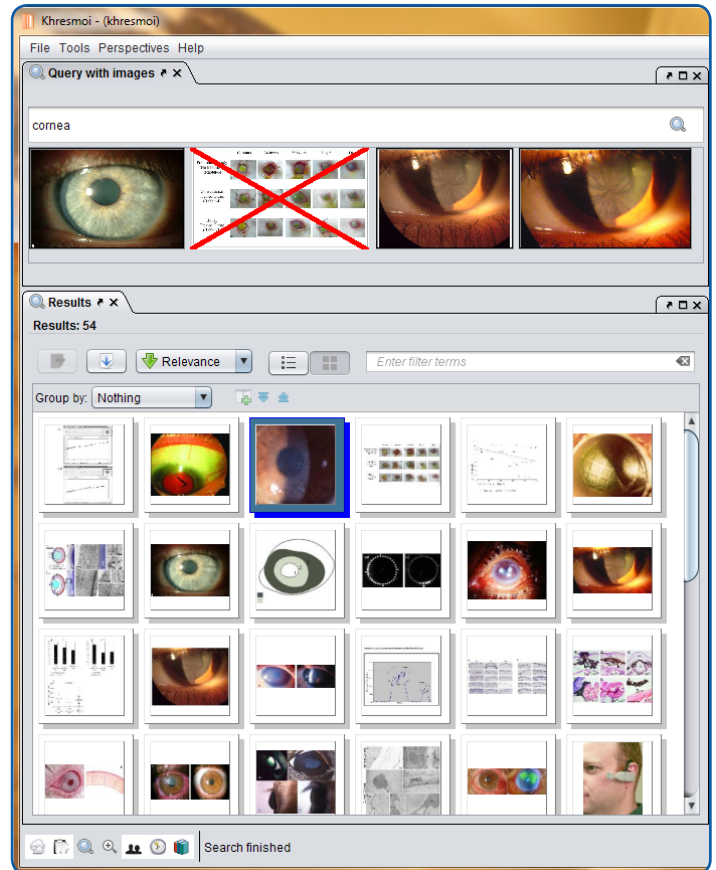 Khresmoi - (khresmoi)
File Tools Perspectives Help
Query with images
cornea
Results
Results: 54
Relevance
Enter filter terms
Group by: Nothing
Search finished